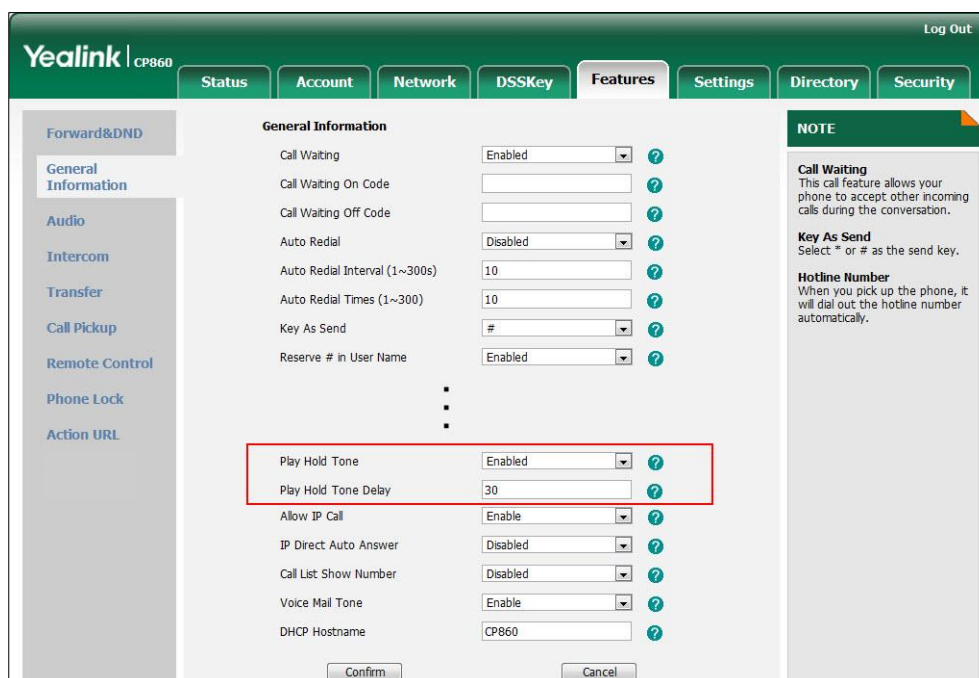 Log Out
Yealink CP860
Status Account Network DSSKey Features Settings Directory Security
Forward&DND
General
Information
Audio
Intercom
Transfer
Call Pickup
Remote Control
Phone Lock
Action URL
General Information
Call Waiting Enabled ?
Call Waiting On Code ?
Call Waiting Off Code ?
Auto Redial Disabled ?
Auto Redial Interval (1~300s) 10 ?
Auto Redial Times (1~300) 10 ?
Key As Send # ?
Reserve # in User Name Enabled ?
Play Hold Tone Enabled ?
Play Hold Tone Delay 30 ?
Allow IP Call Enable ?
IP Direct Auto Answer Disabled ?
Call List Show Number Disabled ?
Voice Mail Tone Enable ?
DHCP Hostname CP860 ?
Confirm Cancel
NOTE
Call Waiting
This call feature allows your
phone to accept other incoming
calls during the conversation.
Key As Send
Select * or # as the send key.
Hotline Number
When you pick up the phone, it
will dial out the hotline number
automatically.